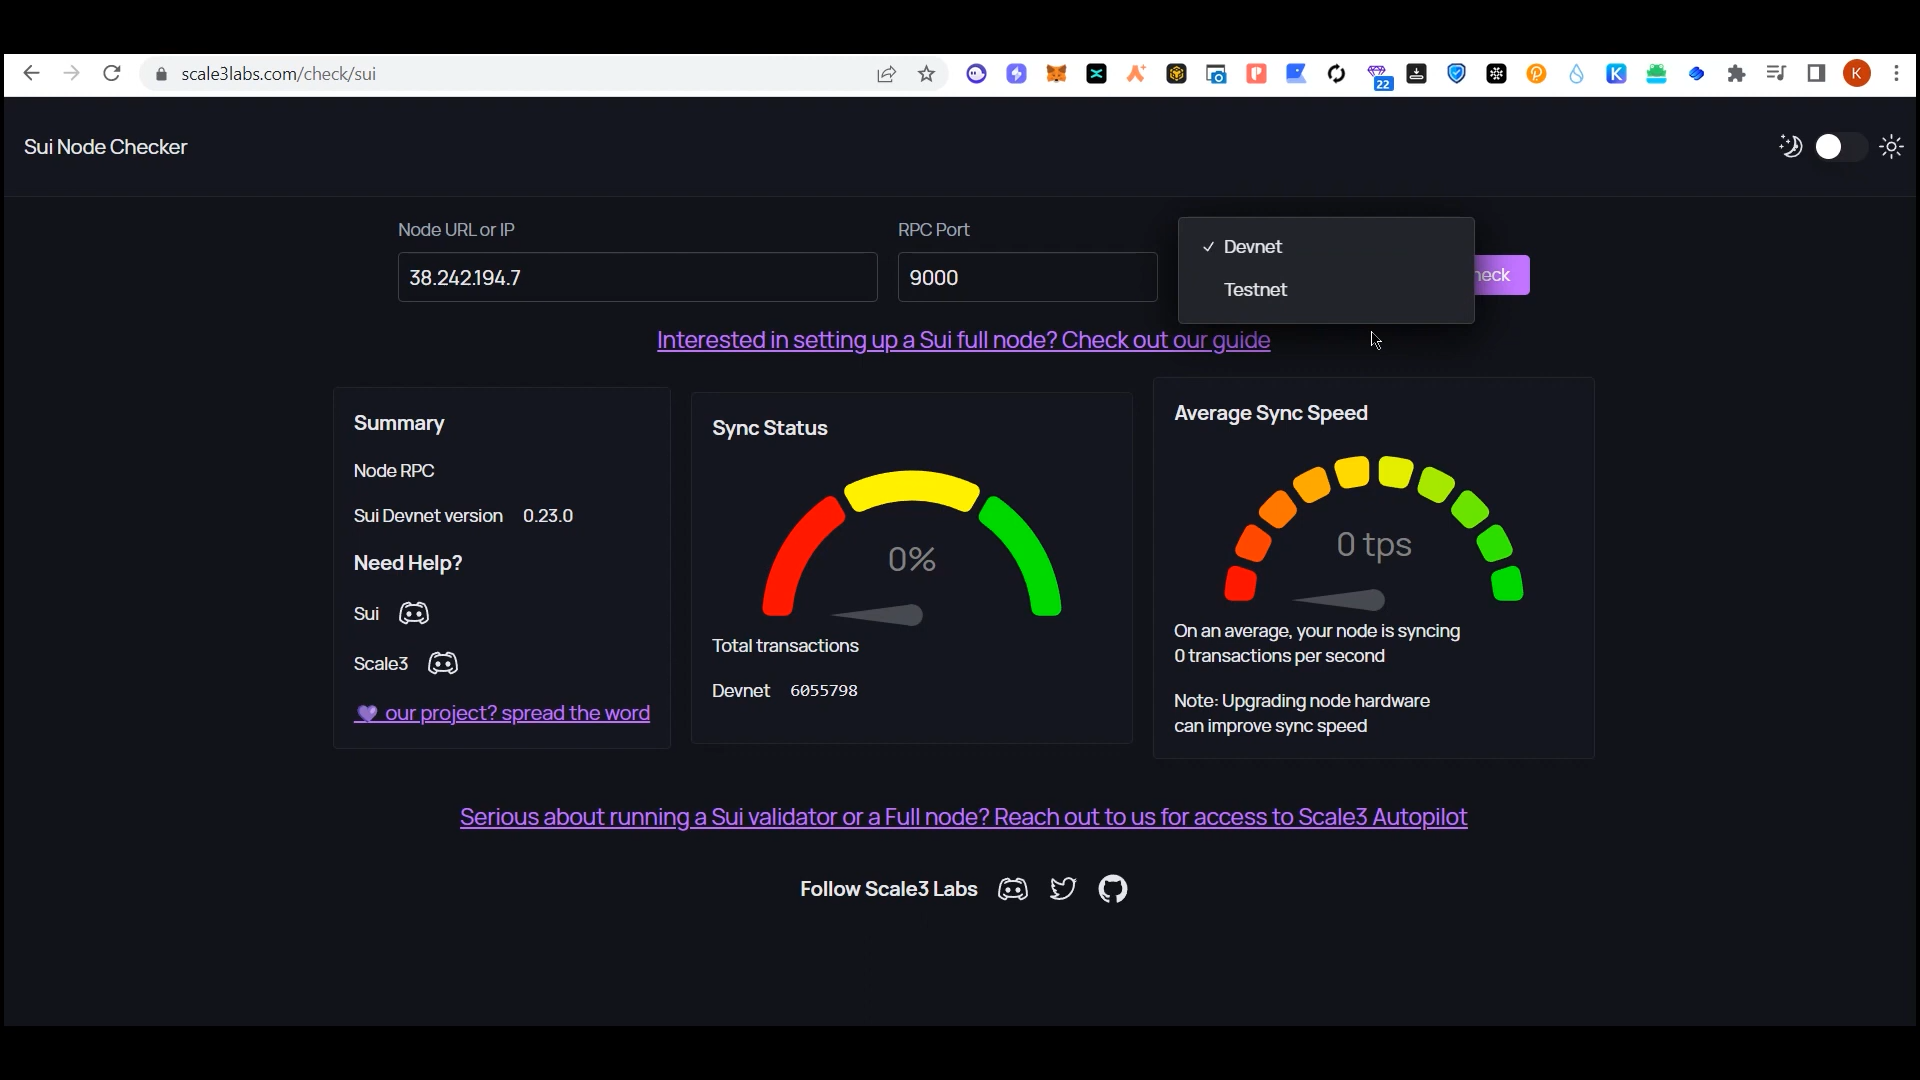 scale3labs.com/check/sui
22
K
K
Sui Node Checker
Node URL or IP
RPC Port
38.242.194.7
9000
Devnet
Testnet
heck
Interested in setting up a Sui full node? Check out our guide
Summary
Node RPC
Sui Devnet version 0.23.0
Need Help?
Sui
Scale3
our project? spread the word
Sync Status
0%
Total transactions
Devnet 6055798
Average Sync Speed
0 tps
On an average, your node is syncing
0 transactions per second
Note: Upgrading node hardware
can improve sync speed
Serious about running a Sui validator or a Full node? Reach out to us for access to Scale3 Autopilot
Follow Scale3 Labs